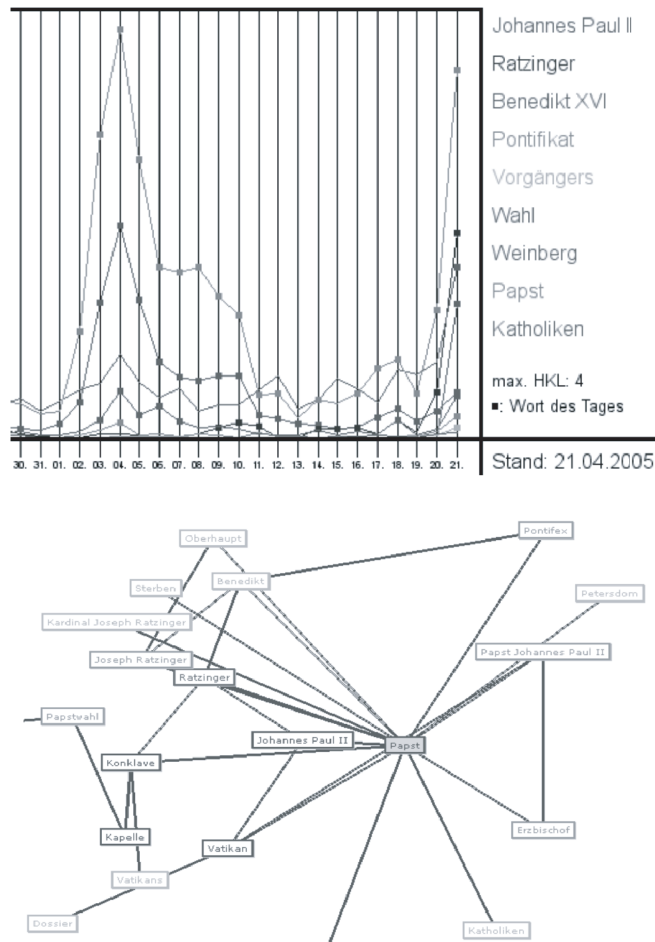 Johannes Paul II
Ratzinger
Benedikt XVI
Pontifikat
Vorgängers
Wahl
Weinberg
Papst
Katholiken
max. HKL: 4
■: Wort des Tages
30. 31. 01. 02. 03. 04. 05. 06. 07. 08. 09. 10. 11. 12. 13. 14. 15. 16. 17. 18. 19. 20. 21.
Stand: 21.04.2005
Pontifex
Oberhaupt
Benedikt
Sterben
Petersdom
Kardinal Joseph Ratzinger
Papst Johannes Paul II
Joseph Ratzinger
Ratzinger
Papstwahl
Johannes Paul II
Papst
Konklave
Erzbischof
Kapelle
Vatikan
Vatikans
Dossier
Katholiken